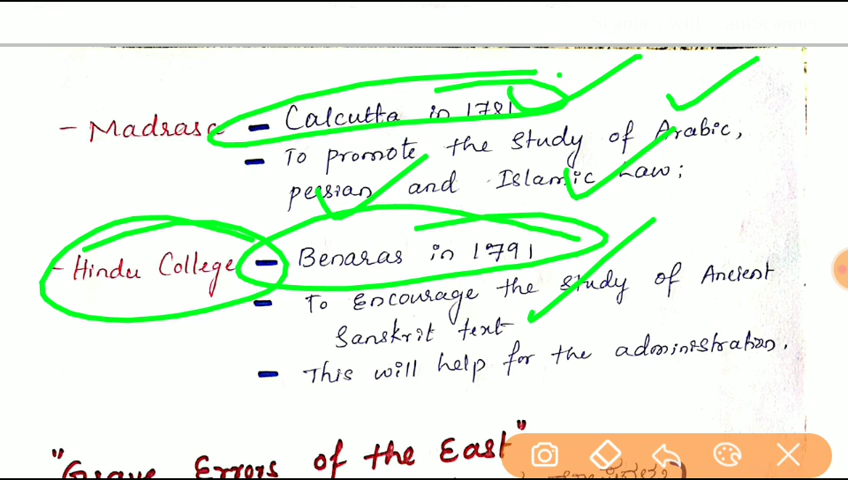 - Madrasa - Calcutta in 1781
- To promote the study of Arabic,
persian and Islamic Law;
- Hindu College - Benaras in 1791
- To Encourage the study of Ancient
Sanskrit text
- This will help for the administration.
"Grave Errors of the East"